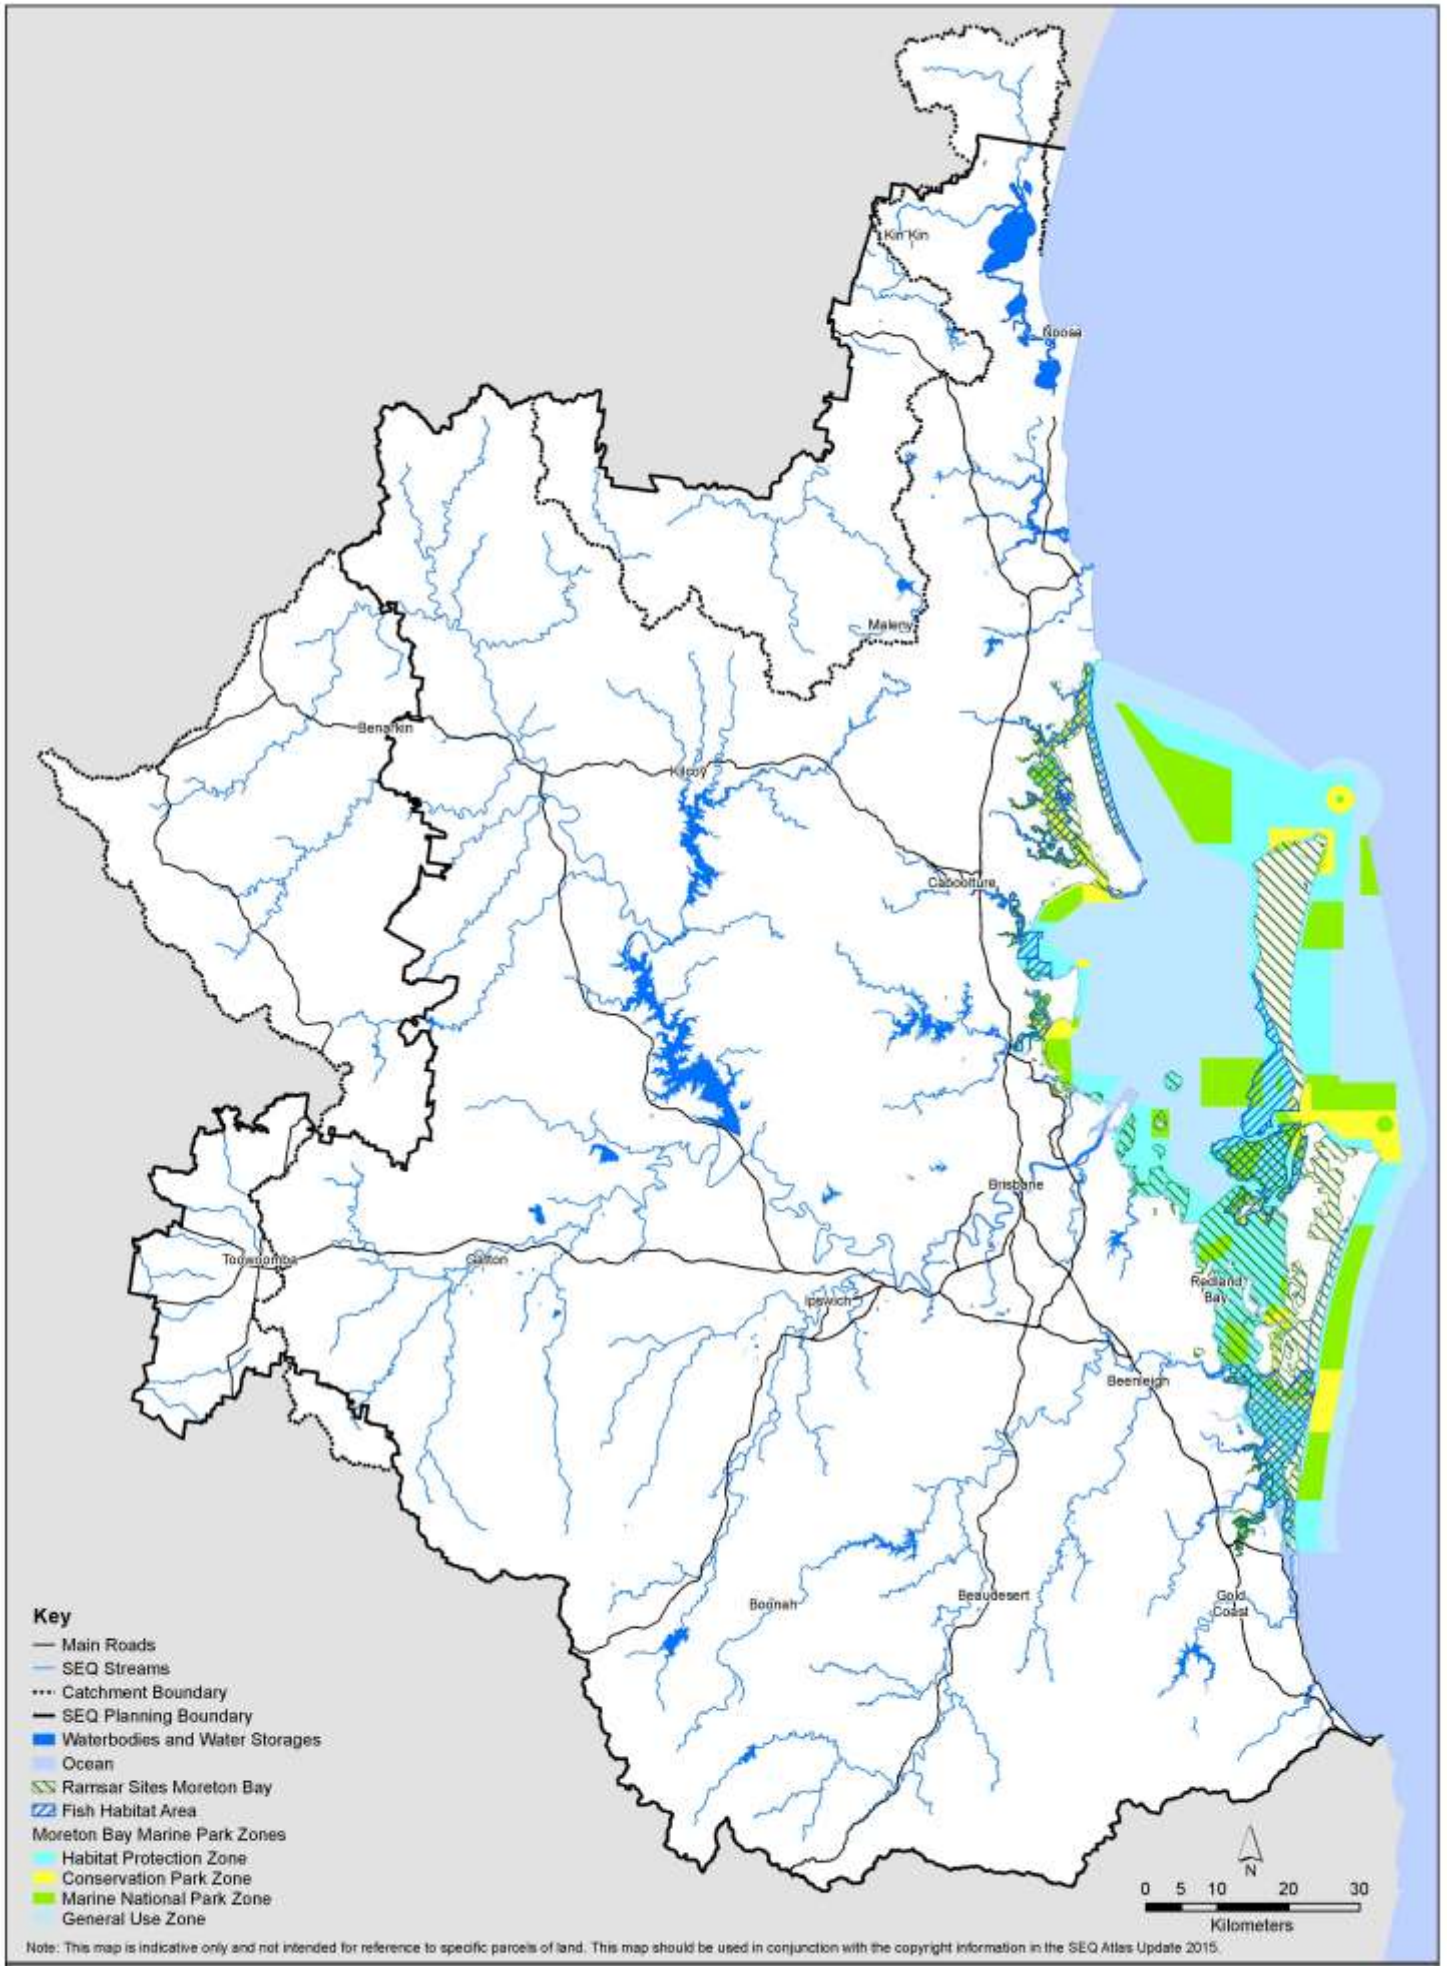 Kin Kin
Noosa
Maleny
Benarkin
Kilcoy
Caboolture
Brisbane
Toowoomba
Gatton
Redland
Bay
Ipswich
Beenleigh
Boonah
Beaudesert
Gold
Coast
Key
Main Roads
SEQ Streams
Catchment Boundary
SEQ Planning Boundary
Waterbodies and Water Storages
Ocean
Ramsar Sites Moreton Bay
Fish Habitat Area
Moreton Bay Marine Park Zones
Habitat Protection Zone
Conservation Park Zone
Marine National Park Zone
General Use Zone
N
0 5 10 20 30
Kilometers
Note: This map is indicative only and not intended for reference to specific parcels of land. This map should be used in conjunction with the copyright information in the SEQ Atlas Update 2015.